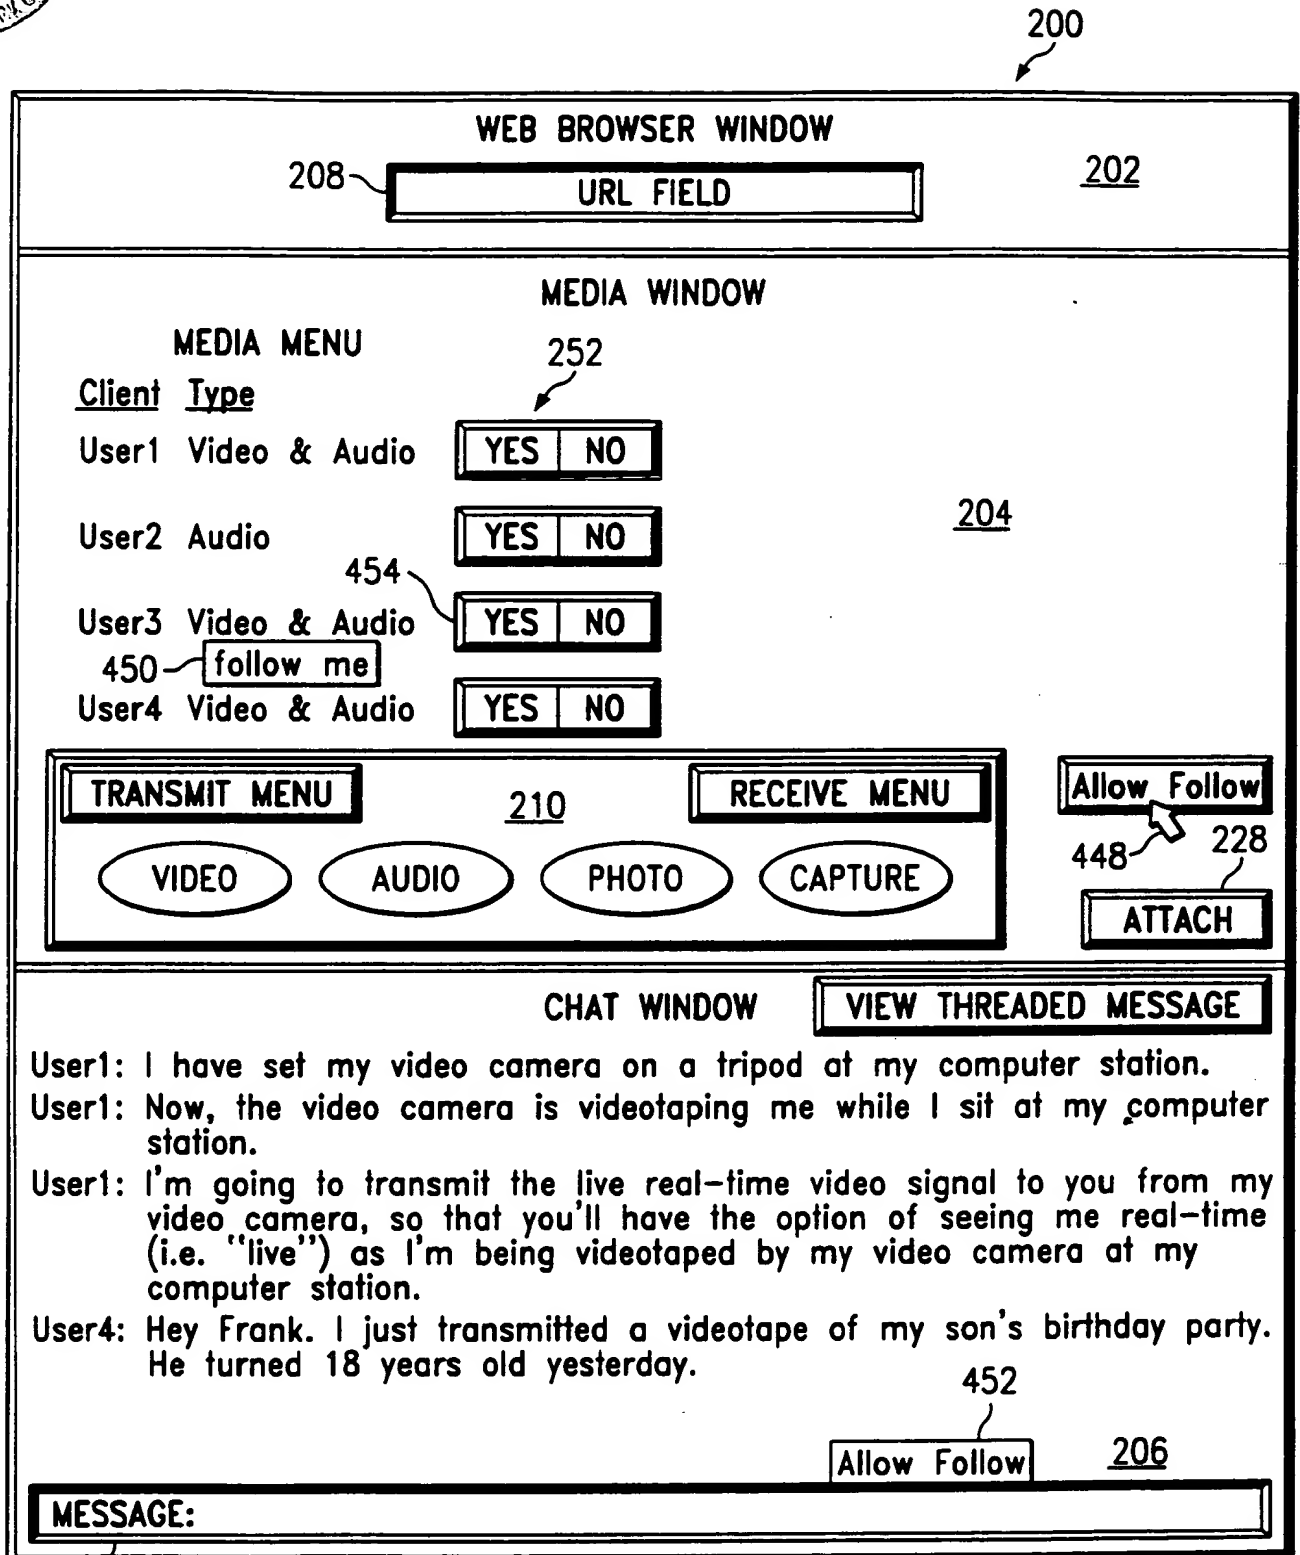 200
WEB BROWSER WINDOW
208
URL FIELD
202
MEDIA WINDOW
MEDIA MENU
252
Client Type
User1 Video & Audio YES NO
204
User2 Audio YES NO
454
User3 Video & Audio YES NO
450 follow me
User4 Video & Audio YES NO
TRANSMIT MENU 210 RECEIVE MENU
Allow Follow
VIDEO AUDIO PHOTO CAPTURE
448
228
ATTACH
CHAT WINDOW VIEW THREADED MESSAGE
User1: I have set my video camera on a tripod at my computer station.
User1: Now, the video camera is videotaping me while I sit at my computer
station.
User1: I'm going to transmit the live real-time video signal to you from my
video camera, so that you'll have the option of seeing me real-time
(i.e. "live") as I'm being videotaped by my video camera at my
computer station.
User4: Hey Frank. I just transmitted a videotape of my son's birthday party.
He turned 18 years old yesterday.
452
Allow Follow
206
MESSAGE: